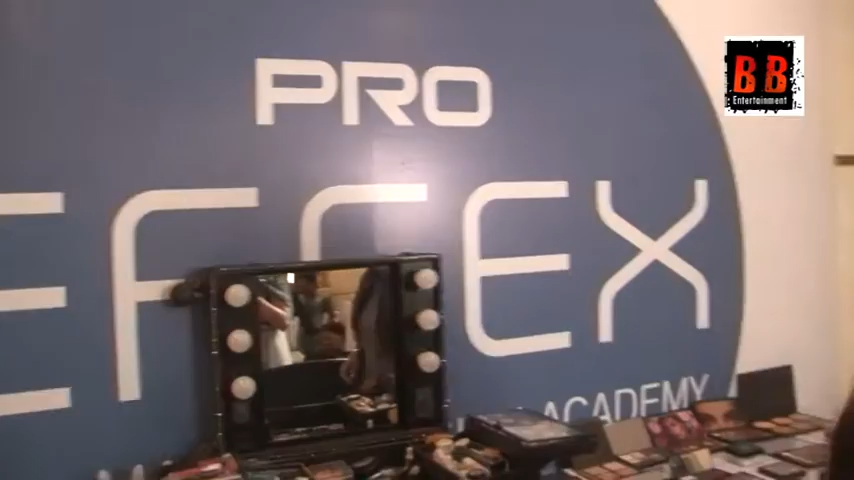 PRO
EFFEX
ACADEMY
BB
Entertainment